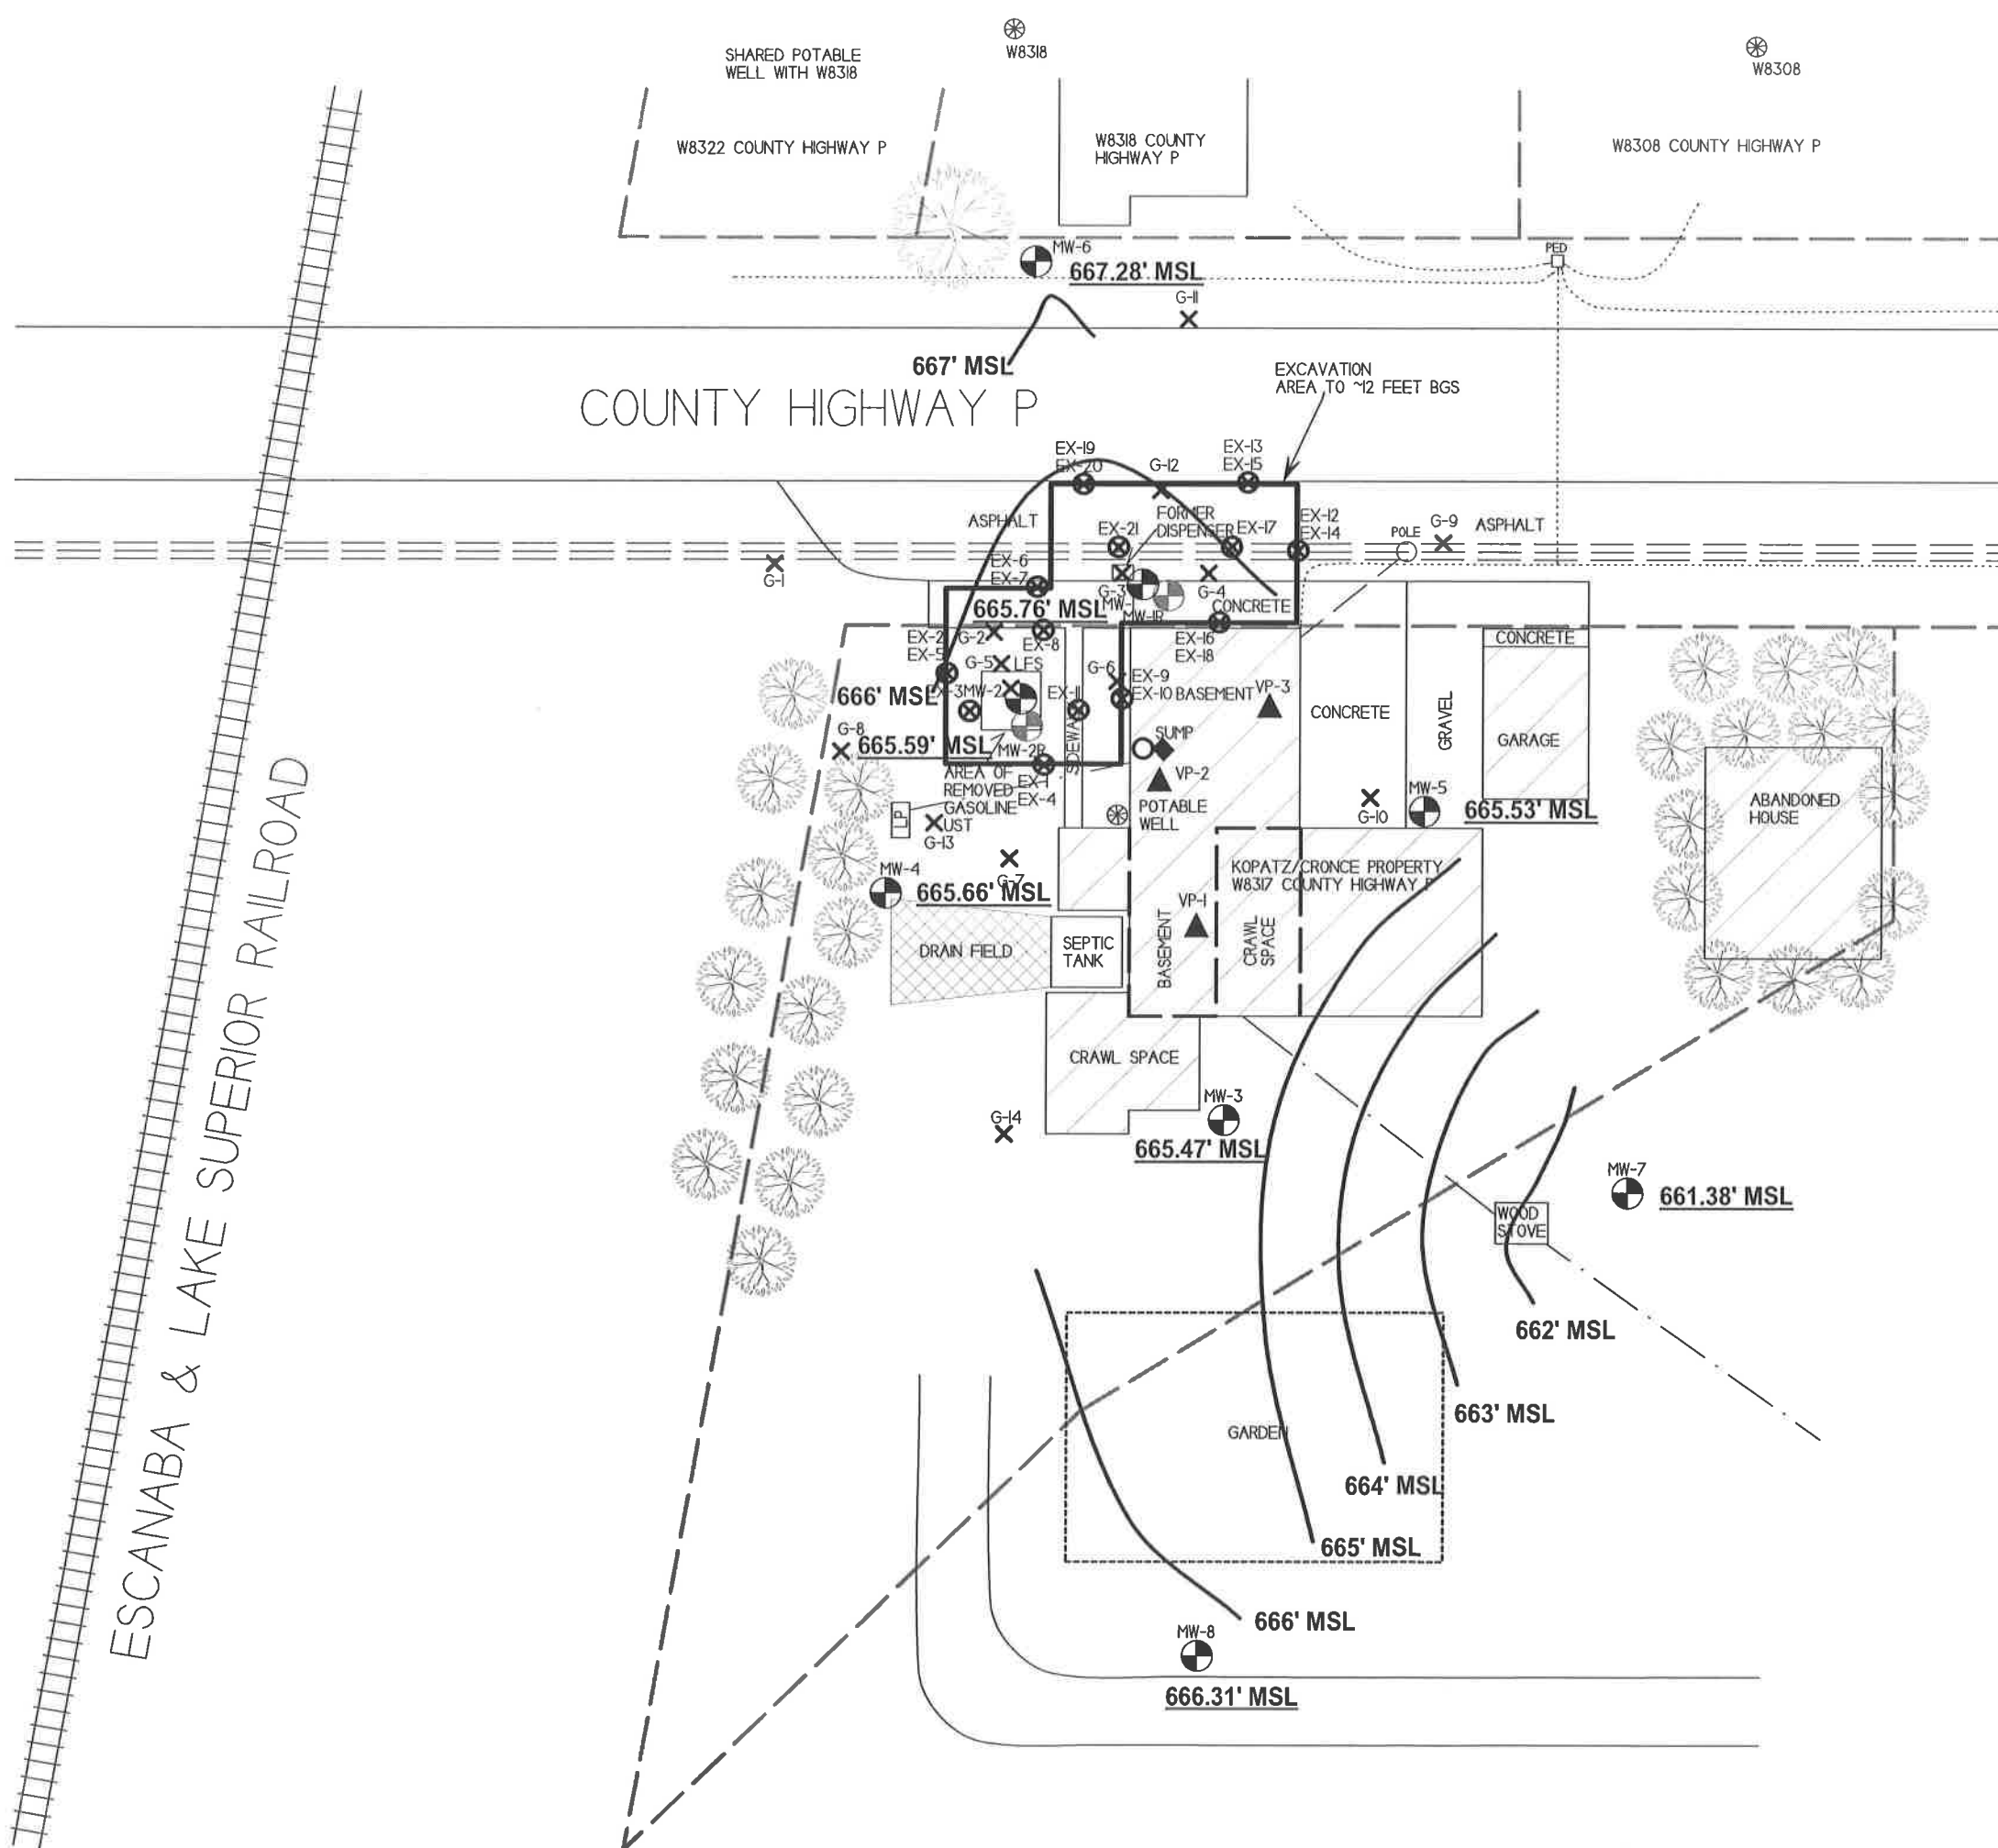 W8318
W8308
SHARED POTABLE
WELL WITH W8318
W8322 COUNTY HIGHWAY P
W8318 COUNTY
HIGHWAY P
W8308 COUNTY HIGHWAY P
MW-6
667.28' MSL
PED
G-11
667' MSL
COUNTY HIGHWAY P
EXCAVATION
AREA TO ~12 FEET BGS
EX-19
EX-20
G-12
EX-13
EX-15
ASPHALT
EX-21
FORMER
DISPENSER
EX-17
EX-12
EX-14
POLE
G-9
ASPHALT
G-1
EX-6
EX-7
G-3
G-4
665.76' MSL
MW-1R
CONCRETE
EX-2
EX-5
G-2
EX-8
EX-16
EX-18
CONCRETE
G-5
LFS
G-6
EX-9
EX-10
BASEMENT
VP-3
666' MSL
EX-3
MW-2
EX-11
CONCRETE
GRAVEL
GARAGE
G-8
665.59' MSL
MW-2R
SIDEWALK
SUMP
VP-2
AREA OF
REMOVED
GASOLINE
UST
EX-1
EX-4
POTABLE
WELL
LP
G-13
G-10
MW-5
665.53' MSL
ABANDONED
HOUSE
G-7
MW-4
665.66' MSL
KOPATZ/CRONCE PROPERTY
W8317 COUNTY HIGHWAY P
VP-1
DRAIN FIELD
SEPTIC
TANK
BASEMENT
CRAWL
SPACE
CRAWL SPACE
MW-3
665.47' MSL
G-14
MW-7
661.38' MSL
WOOD
STOVE
ESCANABA & LAKE SUPERIOR RAILROAD
662' MSL
663' MSL
GARDEN
664' MSL
665' MSL
666' MSL
MW-8
666.31' MSL